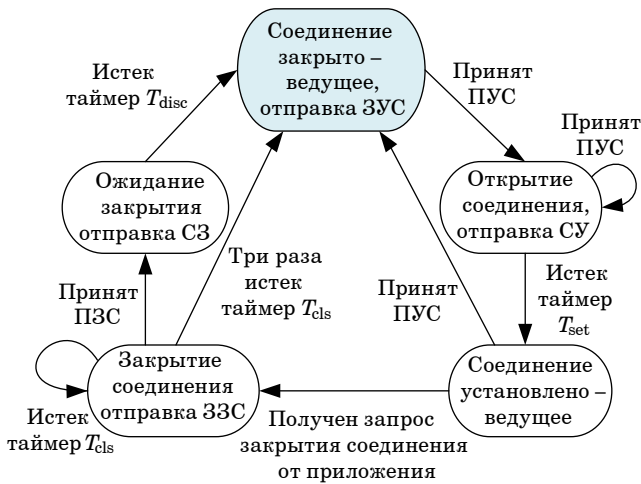 Соединение
закрыто –
ведущее,
отправка ЗУС
Истек
таймер Tdisc
Принят
ПУС
Принят
ПУС
Ожидание
закрытия
отправка СЗ
Открытие
соединения,
отправка СУ
Три раза
истек
таймер Tcls
Принят
ПУС
Истек
таймер
Tset
Принят
ПЗС
Закрытие
соединения
отправка ЗЗС
Соединение
установлено –
ведущее
Истек
таймер Tcls
Получен запрос
закрытия соединения
от приложения